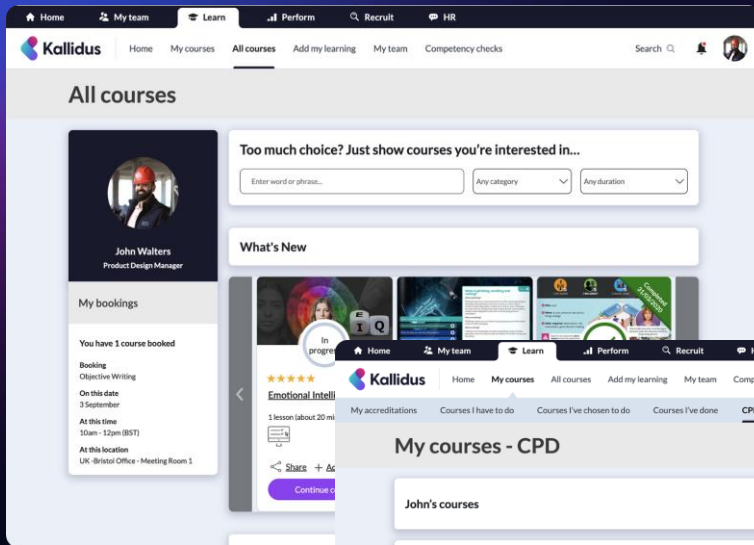 Home My team Learn Perform Recruit HR
Kallidus Home My courses All courses Add my learning My team Competency checks Search
All courses
John Walters
Product Design Manager
My bookings
You have 1 course booked
Booking
Objective Writing
On this date
3 September
At this time
10am - 12pm (BST)
At this location
UK -Bristol Office - Meeting Room 1
Too much choice? Just show courses you're interested in...
Enter word or phrase... Any category Any duration
What's New
E
I Q
In
Completed
21/03/2020
Emotional
1 lesson (about 20
Share
Continue
Home My team Learn Perform Recruit
Kallidus Home My courses All courses Add my learning My team
My accreditations Courses I have to do Courses I've chosen to do Courses I've done
My courses - CPD
John's courses